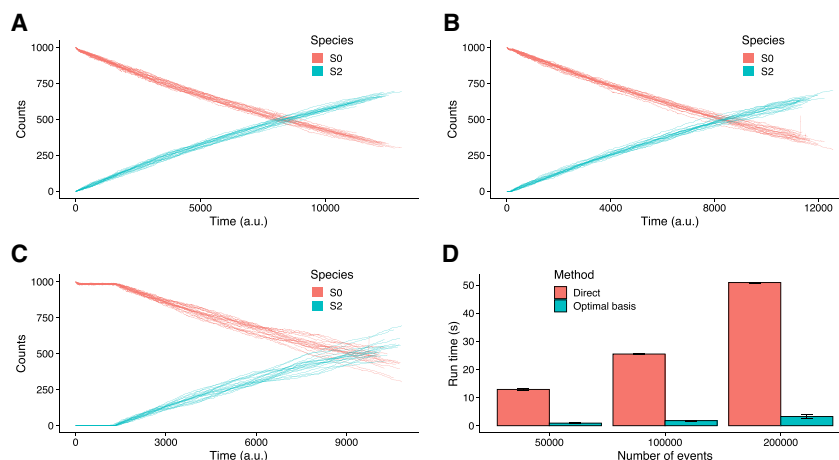 A
Species
S0
S2
1000
750
500
250
0
Counts
0 5000 10000
Time (a.u.)
B
Species
S0
S2
1000
750
500
250
0
Counts
0 4000 8000 12000
Time (a.u.)
C
Species
S0
S2
1000
750
500
250
0
Counts
0 3000 6000 9000
Time (a.u.)
D
Method
Direct
Optimal basis
50
40
30
20
10
0
Run time (s)
50000 100000 200000
Number of events